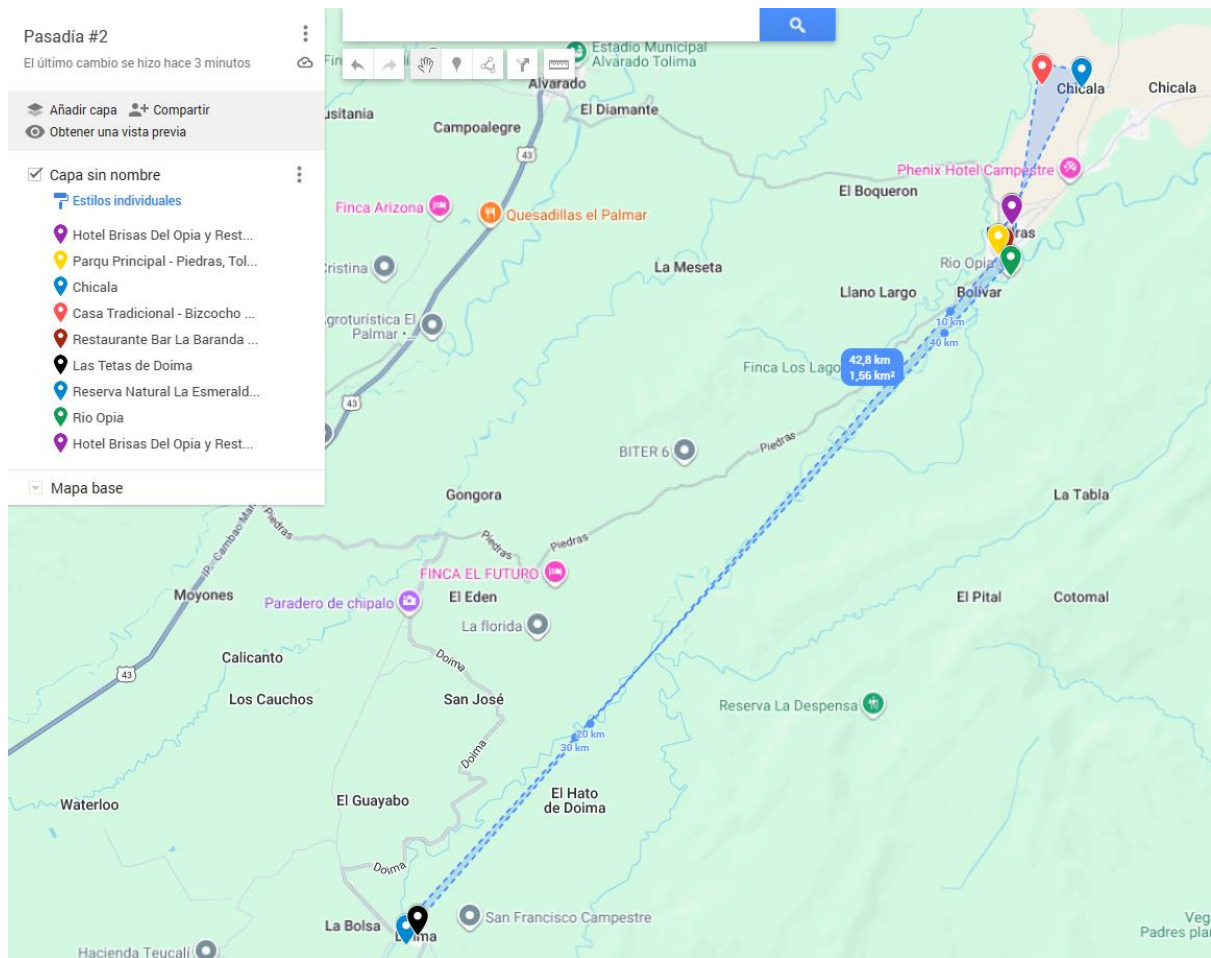 Pasadía #2
El último cambio se hizo hace 3 minutos
Añadir capa Compartir
Obtener una vista previa
Capa sin nombre
Estilos individuales
Hotel Brisas Del Opia y Rest...
Parqu Principal - Piedras, Tol...
Chicala
Casa Tradicional - Bizcocho ...
Restaurante Bar La Baranda ...
Las Tetas de Doima
Reserva Natural La Esmerald...
Rio Opia
Hotel Brisas Del Opia y Rest...
Mapa base
Estadio Municipal
Alvarado Tolima
Alvarado
El Diamante
Campoalegre
43
Chicala
Chicala
Phenix Hotel Campestre
El Boqueron
Finca Arizona
Quesadillas el Palmar
La Meseta
Rio Opia
Llano Largo
Bolívar
El
Palmar
10 km
40 km
42,8 km
1,56 km²
Finca Los Lago
43
Piedras
BITER 6
Gongora
La Tabla
Piedras
Piedras
Piedras
FINCA EL FUTURO
Moyones
Paradero de chipalo
El Eden
El Pital
Cotomal
La florida
Calicanto
Doima
43
Los Cauchos
San José
Reserva La Despensa
20 km
30 km
Doima
Waterloo
El Guayabo
El Hato
de Doima
Doima
La Bolsa
San Francisco Campestre
Hacienda Teucalí